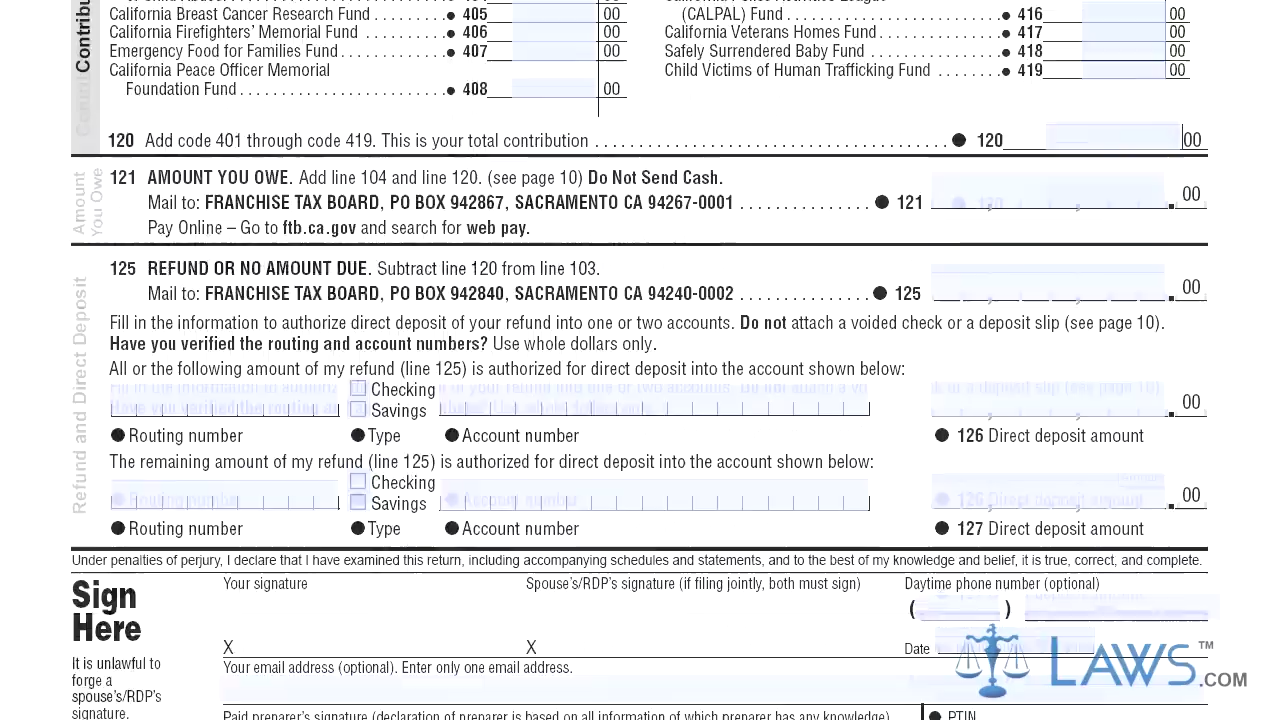 Contribu
California Breast Cancer Research Fund . . . . . . . . . . . . ● 405 00
California Firefighters' Memorial Fund . . . . . . . . . . . . . ● 406 00
Emergency Food for Families Fund . . . . . . . . . . . . . . . . ● 407 00
California Peace Officer Memorial
Foundation Fund . . . . . . . . . . . . . . . . . . . . . . . . . . . . . . ● 408 00
(CALPAL) Fund . . . . . . . . . . . . . . . . . . . . . . . . . . . . . . . ● 416 00
California Veterans Homes Fund . . . . . . . . . . . . . . . . . ● 417 00
Safely Surrendered Baby Fund . . . . . . . . . . . . . . . . . . . ● 418 00
Child Victims of Human Trafficking Fund . . . . . . . . ● 419 00
120 Add code 401 through code 419. This is your total contribution . . . . . . . . . . . . . . . . . . . . . . . . . . . . . . . . . . . . . ● 120 00
Amount
You Owe
121 AMOUNT YOU OWE. Add line 104 and line 120. (see page 10) Do Not Send Cash.
Mail to: FRANCHISE TAX BOARD, PO BOX 942867, SACRAMENTO CA 94267-0001 . . . . . . . . . . . . . . ● 121 . 00
Pay Online – Go to ftb.ca.gov and search for web pay.
Refund and Direct Deposit
125 REFUND OR NO AMOUNT DUE. Subtract line 120 from line 103.
Mail to: FRANCHISE TAX BOARD, PO BOX 942840, SACRAMENTO CA 94240-0002 . . . . . . . . . . . . . . ● 125 . 00
Fill in the information to authorize direct deposit of your refund into one or two accounts. Do not attach a voided check or a deposit slip (see page 10).
Have you verified the routing and account numbers? Use whole dollars only.
All or the following amount of my refund (line 125) is authorized for direct deposit into the account shown below:
Checking
Savings . 00
● Routing number ● Type ● Account number ● 126 Direct deposit amount
The remaining amount of my refund (line 125) is authorized for direct deposit into the account shown below:
Checking
Savings . 00
● Routing number ● Type ● Account number ● 127 Direct deposit amount
Under penalties of perjury, I declare that I have examined this return, including accompanying schedules and statements, and to the best of my knowledge and belief, it is true, correct, and complete.
Sign
Here
It is unlawful to
forge a
spouse's/RDP's
signature.
Your signature Spouse's/RDP's signature (if filing jointly, both must sign) Daytime phone number (optional)
( )
X X Date
Your email address (optional). Enter only one email address.
Paid preparer's signature (declaration of preparer is based on all information of which preparer has any knowledge) ● PTIN
LAWS.COM™